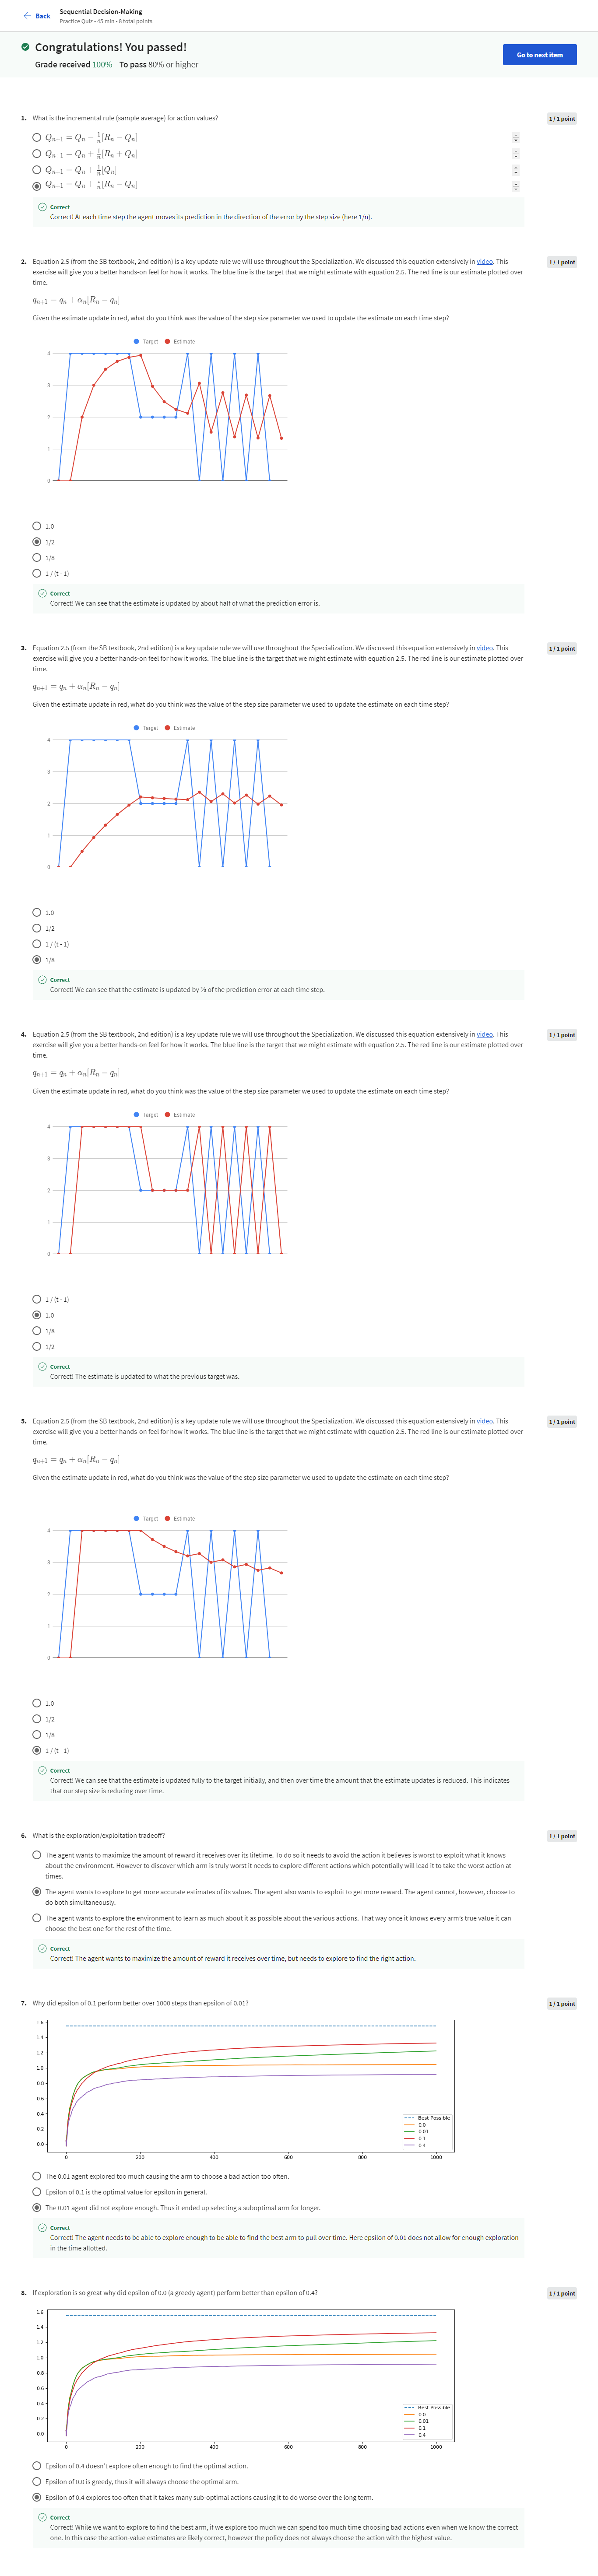 Back
Sequential Decision-Making
Practice Quiz • 45 min • 8 total points
Congratulations! You passed!
Grade received 100% To pass 80% or higher
Go to next item
1. What is the incremental rule (sample average) for action values?
1 / 1 point
Qn+1 = Qn − 1/n [Rn − Qn]
Qn+1 = Qn + 1/n [Rn + Qn]
Qn+1 = Qn + 1/n [Qn]
Qn+1 = Qn + 1/n [Rn − Qn]
Correct
Correct! At each time step the agent moves its prediction in the direction of the error by the step size (here 1/n).
2. Equation 2.5 (from the SB textbook, 2nd edition) is a key update rule we will use throughout the Specialization. We discussed this equation extensively in video. This
exercise will give you a better hands-on feel for how it works. The blue line is the target that we might estimate with equation 2.5. The red line is our estimate plotted over
time.
1 / 1 point
qn+1 = qn + αn[Rn − qn]
Given the estimate update in red, what do you think was the value of the step size parameter we used to update the estimate on each time step?
Target Estimate
4
3
2
1
0
1.0
1/2
1/8
1 / (t - 1)
Correct
Correct! We can see that the estimate is updated by about half of what the prediction error is.
3. Equation 2.5 (from the SB textbook, 2nd edition) is a key update rule we will use throughout the Specialization. We discussed this equation extensively in video. This
exercise will give you a better hands-on feel for how it works. The blue line is the target that we might estimate with equation 2.5. The red line is our estimate plotted over
time.
1 / 1 point
qn+1 = qn + αn[Rn − qn]
Given the estimate update in red, what do you think was the value of the step size parameter we used to update the estimate on each time step?
Target Estimate
4
3
2
1
0
1.0
1/2
1 / (t - 1)
1/8
Correct
Correct! We can see that the estimate is updated by ⅛ of the prediction error at each time step.
4. Equation 2.5 (from the SB textbook, 2nd edition) is a key update rule we will use throughout the Specialization. We discussed this equation extensively in video. This
exercise will give you a better hands-on feel for how it works. The blue line is the target that we might estimate with equation 2.5. The red line is our estimate plotted over
time.
1 / 1 point
qn+1 = qn + αn[Rn − qn]
Given the estimate update in red, what do you think was the value of the step size parameter we used to update the estimate on each time step?
Target Estimate
4
3
2
1
0
1 / (t - 1)
1.0
1/8
1/2
Correct
Correct! The estimate is updated to what the previous target was.
5. Equation 2.5 (from the SB textbook, 2nd edition) is a key update rule we will use throughout the Specialization. We discussed this equation extensively in video. This
exercise will give you a better hands-on feel for how it works. The blue line is the target that we might estimate with equation 2.5. The red line is our estimate plotted over
time.
1 / 1 point
qn+1 = qn + αn[Rn − qn]
Given the estimate update in red, what do you think was the value of the step size parameter we used to update the estimate on each time step?
Target Estimate
4
3
2
1
0
1.0
1/2
1/8
1 / (t - 1)
Correct
Correct! We can see that the estimate is updated fully to the target initially, and then over time the amount that the estimate updates is reduced. This indicates
that our step size is reducing over time.
6. What is the exploration/exploitation tradeoff?
1 / 1 point
The agent wants to maximize the amount of reward it receives over its lifetime. To do so it needs to avoid the action it believes is worst to exploit what it knows
about the environment. However to discover which arm is truly worst it needs to explore different actions which potentially will lead it to take the worst action at
times.
The agent wants to explore to get more accurate estimates of its values. The agent also wants to exploit to get more reward. The agent cannot, however, choose to
do both simultaneously.
The agent wants to explore the environment to learn as much about it as possible about the various actions. That way once it knows every arm's true value it can
choose the best one for the rest of the time.
Correct
Correct! The agent wants to maximize the amount of reward it receives over time, but needs to explore to find the right action.
7. Why did epsilon of 0.1 perform better over 1000 steps than epsilon of 0.01?
1 / 1 point
1.6
1.4
1.2
1.0
0.8
0.6
0.4
0.2
0.0
Best Possible
0.0
0.01
0.1
0.4
0 200 400 600 800 1000
The 0.01 agent explored too much causing the arm to choose a bad action too often.
Epsilon of 0.1 is the optimal value for epsilon in general.
The 0.01 agent did not explore enough. Thus it ended up selecting a suboptimal arm for longer.
Correct
Correct! The agent needs to be able to explore enough to be able to find the best arm to pull over time. Here epsilon of 0.01 does not allow for enough exploration
in the time allotted.
8. If exploration is so great why did epsilon of 0.0 (a greedy agent) perform better than epsilon of 0.4?
1 / 1 point
1.6
1.4
1.2
1.0
0.8
0.6
0.4
0.2
0.0
Best Possible
0.0
0.01
0.1
0.4
0 200 400 600 800 1000
Epsilon of 0.4 doesn't explore often enough to find the optimal action.
Epsilon of 0.0 is greedy, thus it will always choose the optimal arm.
Epsilon of 0.4 explores too often that it takes many sub-optimal actions causing it to do worse over the long term.
Correct
Correct! While we want to explore to find the best arm, if we explore too much we can spend too much time choosing bad actions even when we know the correct
one. In this case the action-value estimates are likely correct, however the policy does not always choose the action with the highest value.